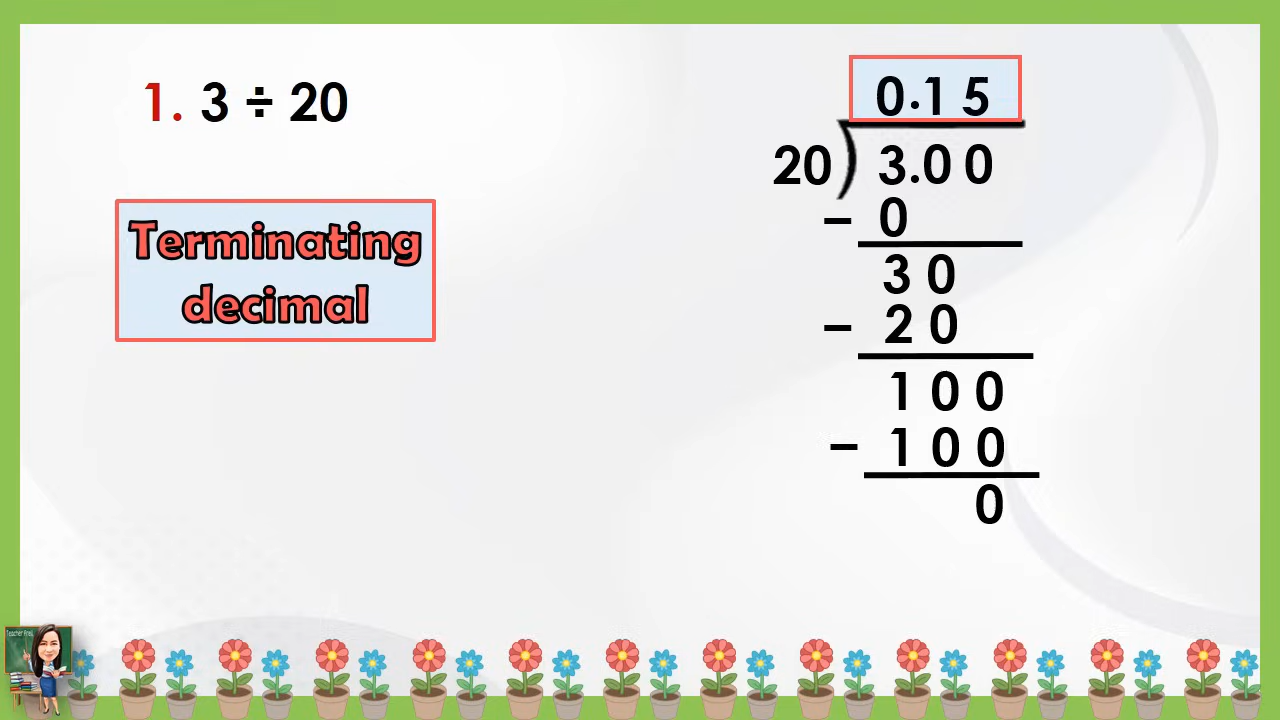 1. 3 ÷ 20
Terminating
decimal
0.15
20) 3.00
− 0
30
− 20
100
− 100
0